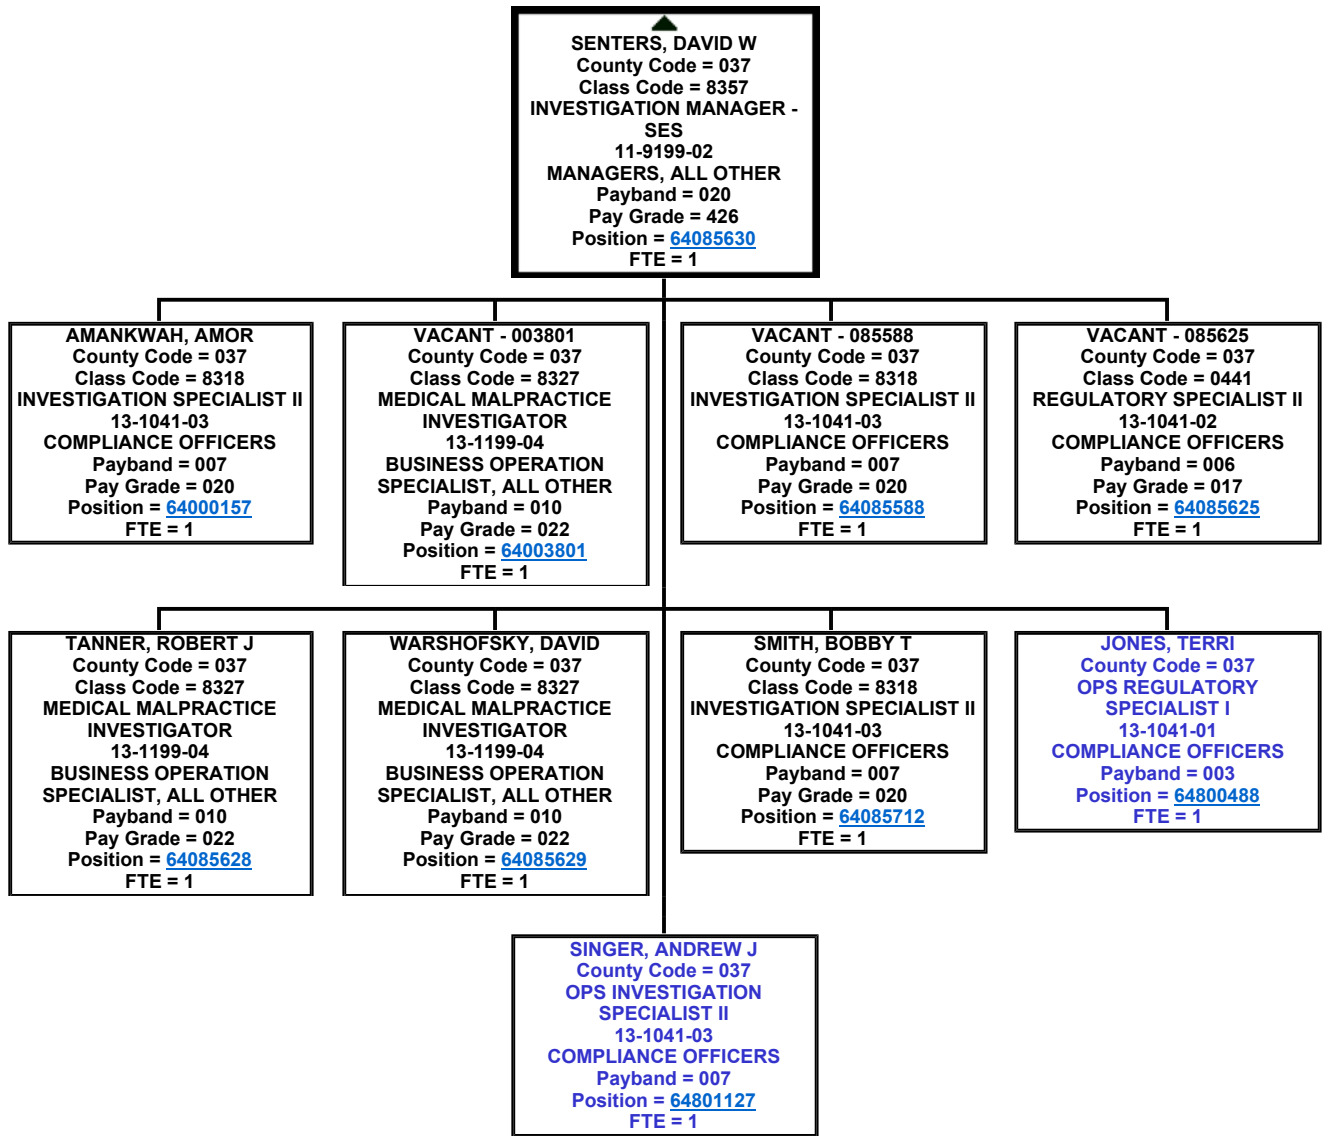 SENTERS, DAVID W
County Code = 037
Class Code = 8357
INVESTIGATION MANAGER -
SES
11-9199-02
MANAGERS, ALL OTHER
Payband = 020
Pay Grade = 426
Position = 64085630
FTE = 1
AMANKWAH, AMOR
County Code = 037
Class Code = 8318
INVESTIGATION SPECIALIST II
13-1041-03
COMPLIANCE OFFICERS
Payband = 007
Pay Grade = 020
Position = 64000157
FTE = 1
VACANT - 003801
County Code = 037
Class Code = 8327
MEDICAL MALPRACTICE
INVESTIGATOR
13-1199-04
BUSINESS OPERATION
SPECIALIST, ALL OTHER
Payband = 010
Pay Grade = 022
Position = 64003801
FTE = 1
VACANT - 085588
County Code = 037
Class Code = 8318
INVESTIGATION SPECIALIST II
13-1041-03
COMPLIANCE OFFICERS
Payband = 007
Pay Grade = 020
Position = 64085588
FTE = 1
VACANT - 085625
County Code = 037
Class Code = 0441
REGULATORY SPECIALIST II
13-1041-02
COMPLIANCE OFFICERS
Payband = 006
Pay Grade = 017
Position = 64085625
FTE = 1
TANNER, ROBERT J
County Code = 037
Class Code = 8327
MEDICAL MALPRACTICE
INVESTIGATOR
13-1199-04
BUSINESS OPERATION
SPECIALIST, ALL OTHER
Payband = 010
Pay Grade = 022
Position = 64085628
FTE = 1
WARSHOFSKY, DAVID
County Code = 037
Class Code = 8327
MEDICAL MALPRACTICE
INVESTIGATOR
13-1199-04
BUSINESS OPERATION
SPECIALIST, ALL OTHER
Payband = 010
Pay Grade = 022
Position = 64085629
FTE = 1
SMITH, BOBBY T
County Code = 037
Class Code = 8318
INVESTIGATION SPECIALIST II
13-1041-03
COMPLIANCE OFFICERS
Payband = 007
Pay Grade = 020
Position = 64085712
FTE = 1
JONES, TERRI
County Code = 037
OPS REGULATORY
SPECIALIST I
13-1041-01
COMPLIANCE OFFICERS
Payband = 003
Position = 64800488
FTE = 1
SINGER, ANDREW J
County Code = 037
OPS INVESTIGATION
SPECIALIST II
13-1041-03
COMPLIANCE OFFICERS
Payband = 007
Position = 64801127
FTE = 1